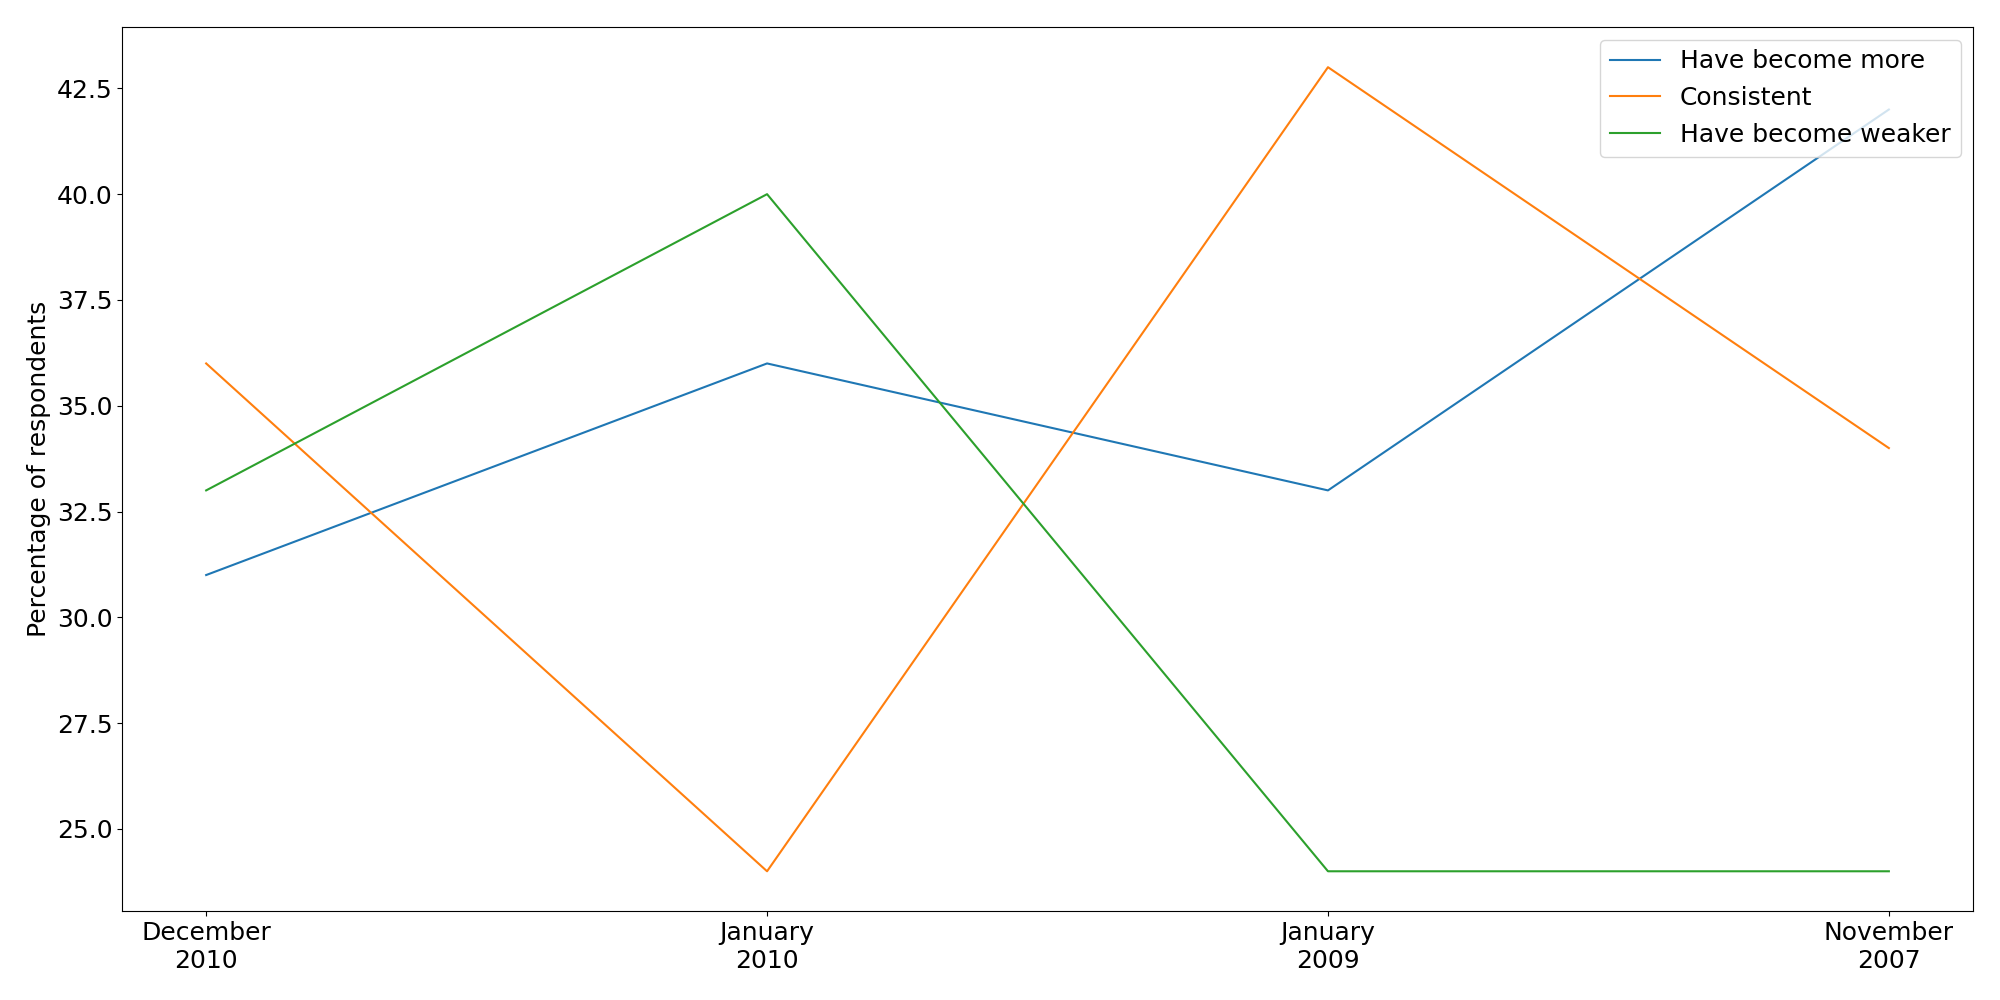 Have become more
Consistent
Have become weaker
Percentage of respondents
42.5
40.0
37.5
35.0
32.5
30.0
27.5
25.0
December
2010
January
2010
January
2009
November
2007